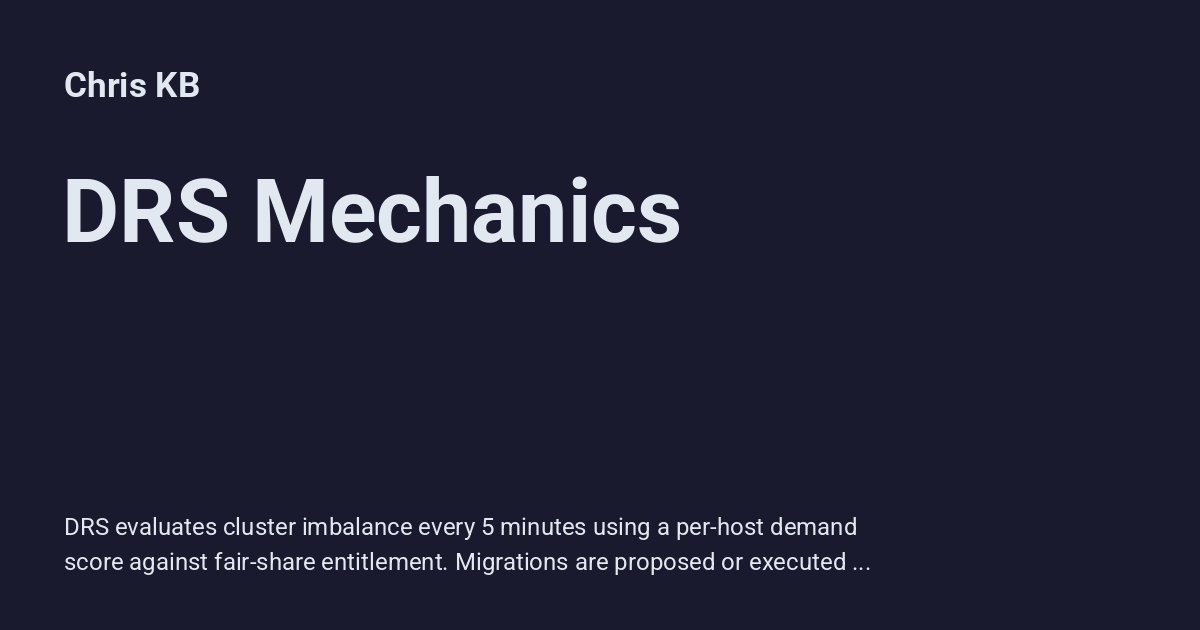 Chris KB
DRS Mechanics
DRS evaluates cluster imbalance every 5 minutes using a per-host demand
score against fair-share entitlement. Migrations are proposed or executed ...